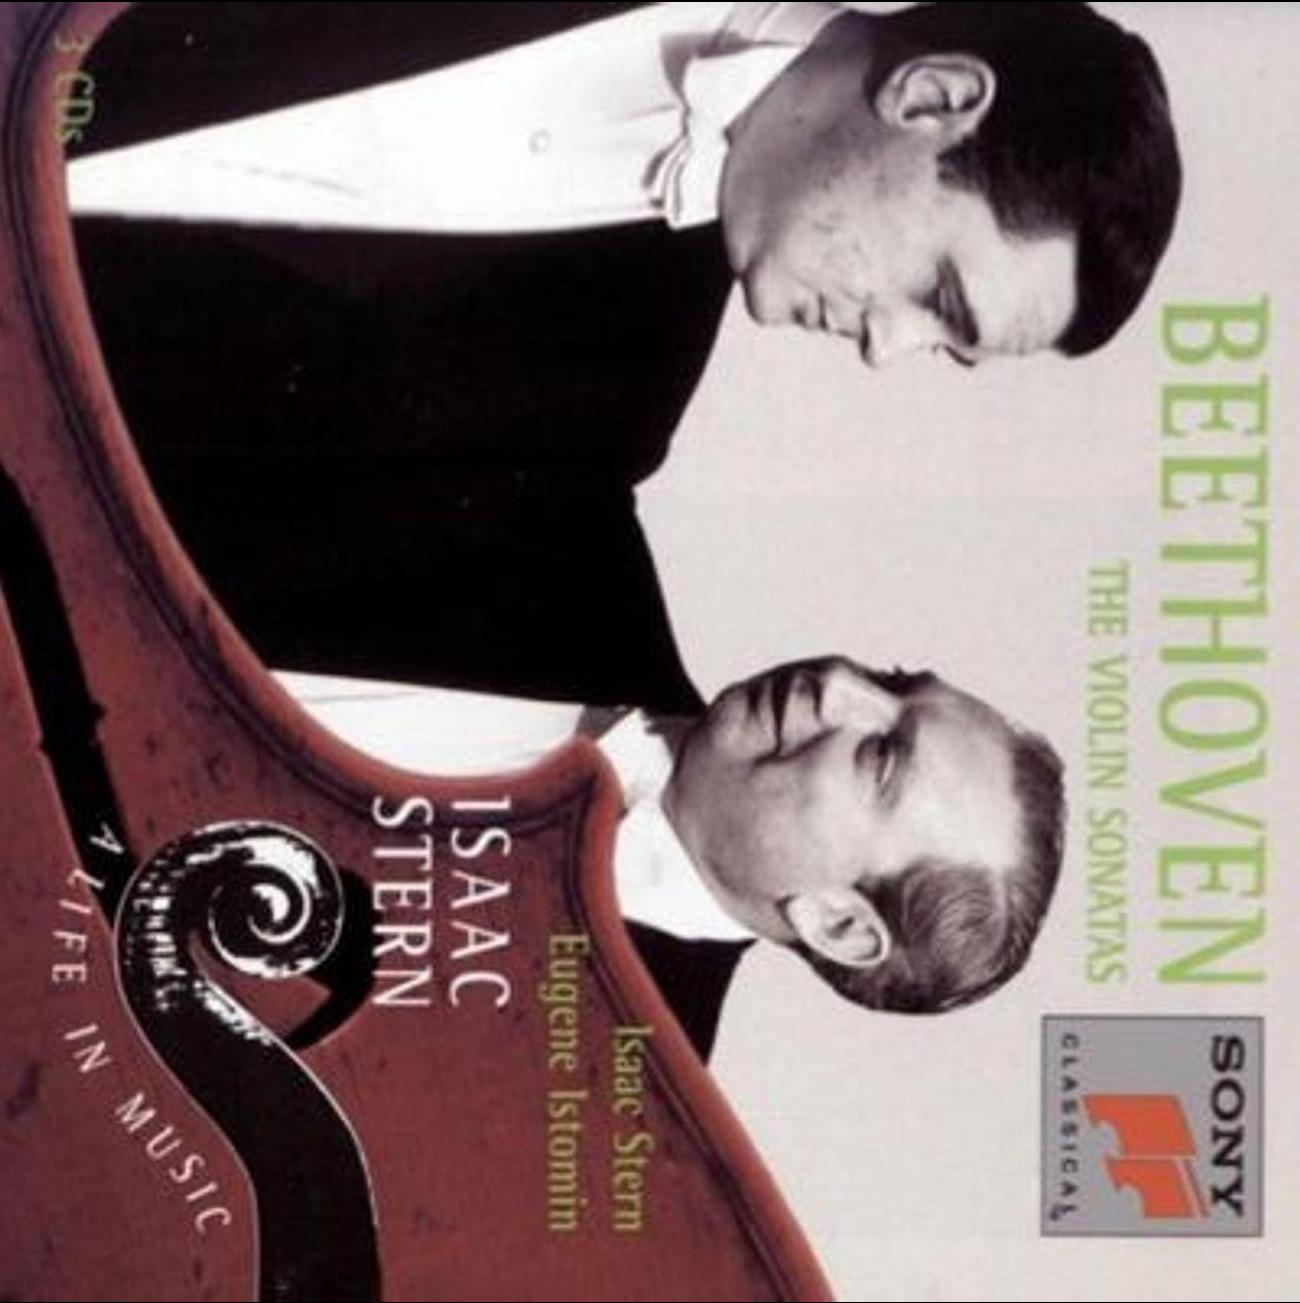 BEETHOVEN
THE VIOLIN SONATAS
SONY
CLASSICAL
Isaac Stern
Eugene Istomin
ISAAC
STERN
A LIFE IN MUSIC
3 CDs